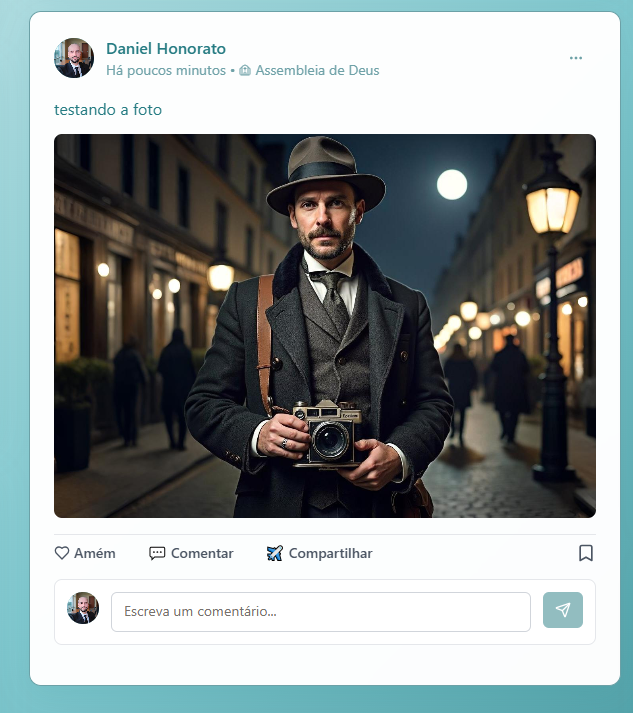 Daniel Honorato
Há poucos minutos • Assembleia de Deus
testando a foto
Amém Comentar Compartilhar
Escreva um comentário...